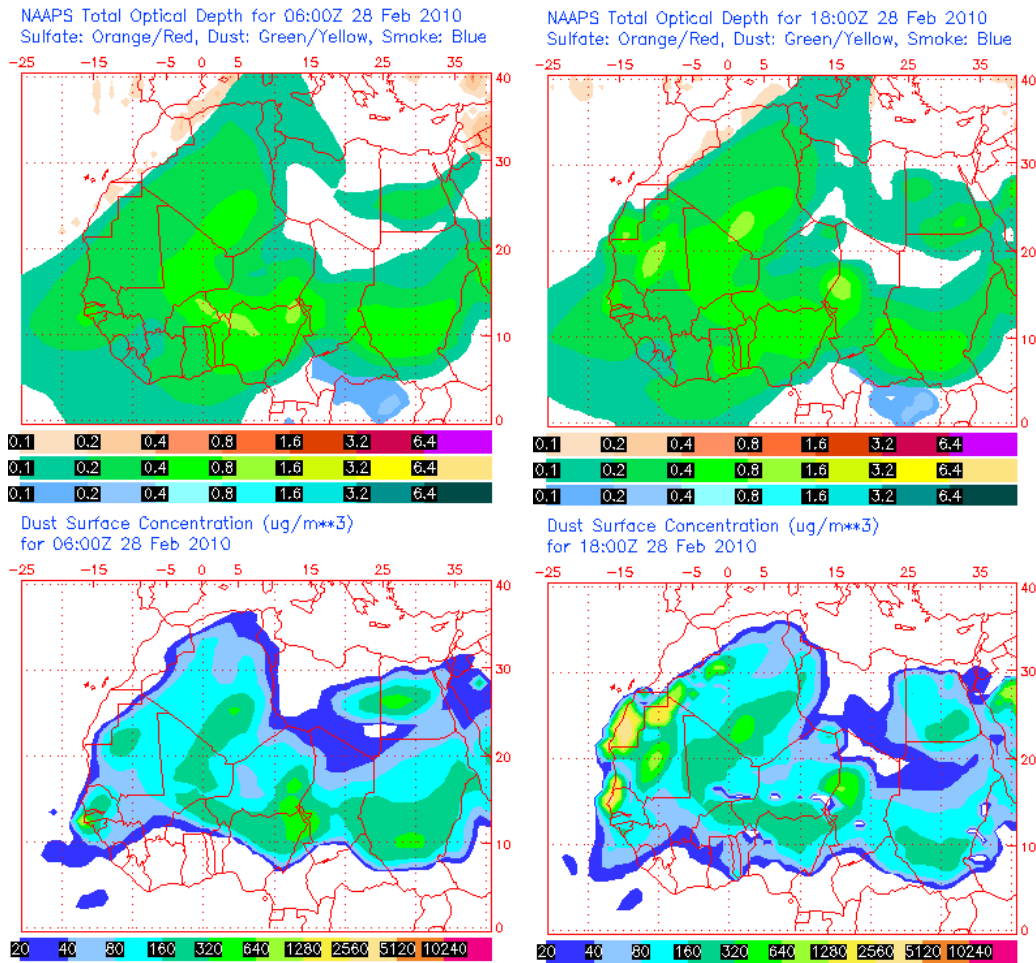 NAAPS Total Optical Depth for 06:00Z 28 Feb 2010
Sulfate: Orange/Red, Dust: Green/Yellow, Smoke: Blue
-25 -15 -5 0 5 15 25 35
40
30
20
10
0
0.1 0.2 0.4 0.8 1.6 3.2 6.4
0.1 0.2 0.4 0.8 1.6 3.2 6.4
0.1 0.2 0.4 0.8 1.6 3.2 6.4
NAAPS Total Optical Depth for 18:00Z 28 Feb 2010
Sulfate: Orange/Red, Dust: Green/Yellow, Smoke: Blue
-25 -15 -5 0 5 15 25 35
40
30
20
10
0
0.1 0.2 0.4 0.8 1.6 3.2 6.4
0.1 0.2 0.4 0.8 1.6 3.2 6.4
0.1 0.2 0.4 0.8 1.6 3.2 6.4
Dust Surface Concentration (ug/m**3)
for 06:00Z 28 Feb 2010
-25 -15 -5 0 5 15 25 35
40
30
20
10
0
20 40 80 160 320 640 1280 2560 5120 10240
Dust Surface Concentration (ug/m**3)
for 18:00Z 28 Feb 2010
-25 -15 -5 0 5 15 25 35
40
30
20
10
0
20 40 80 160 320 640 1280 2560 5120 10240